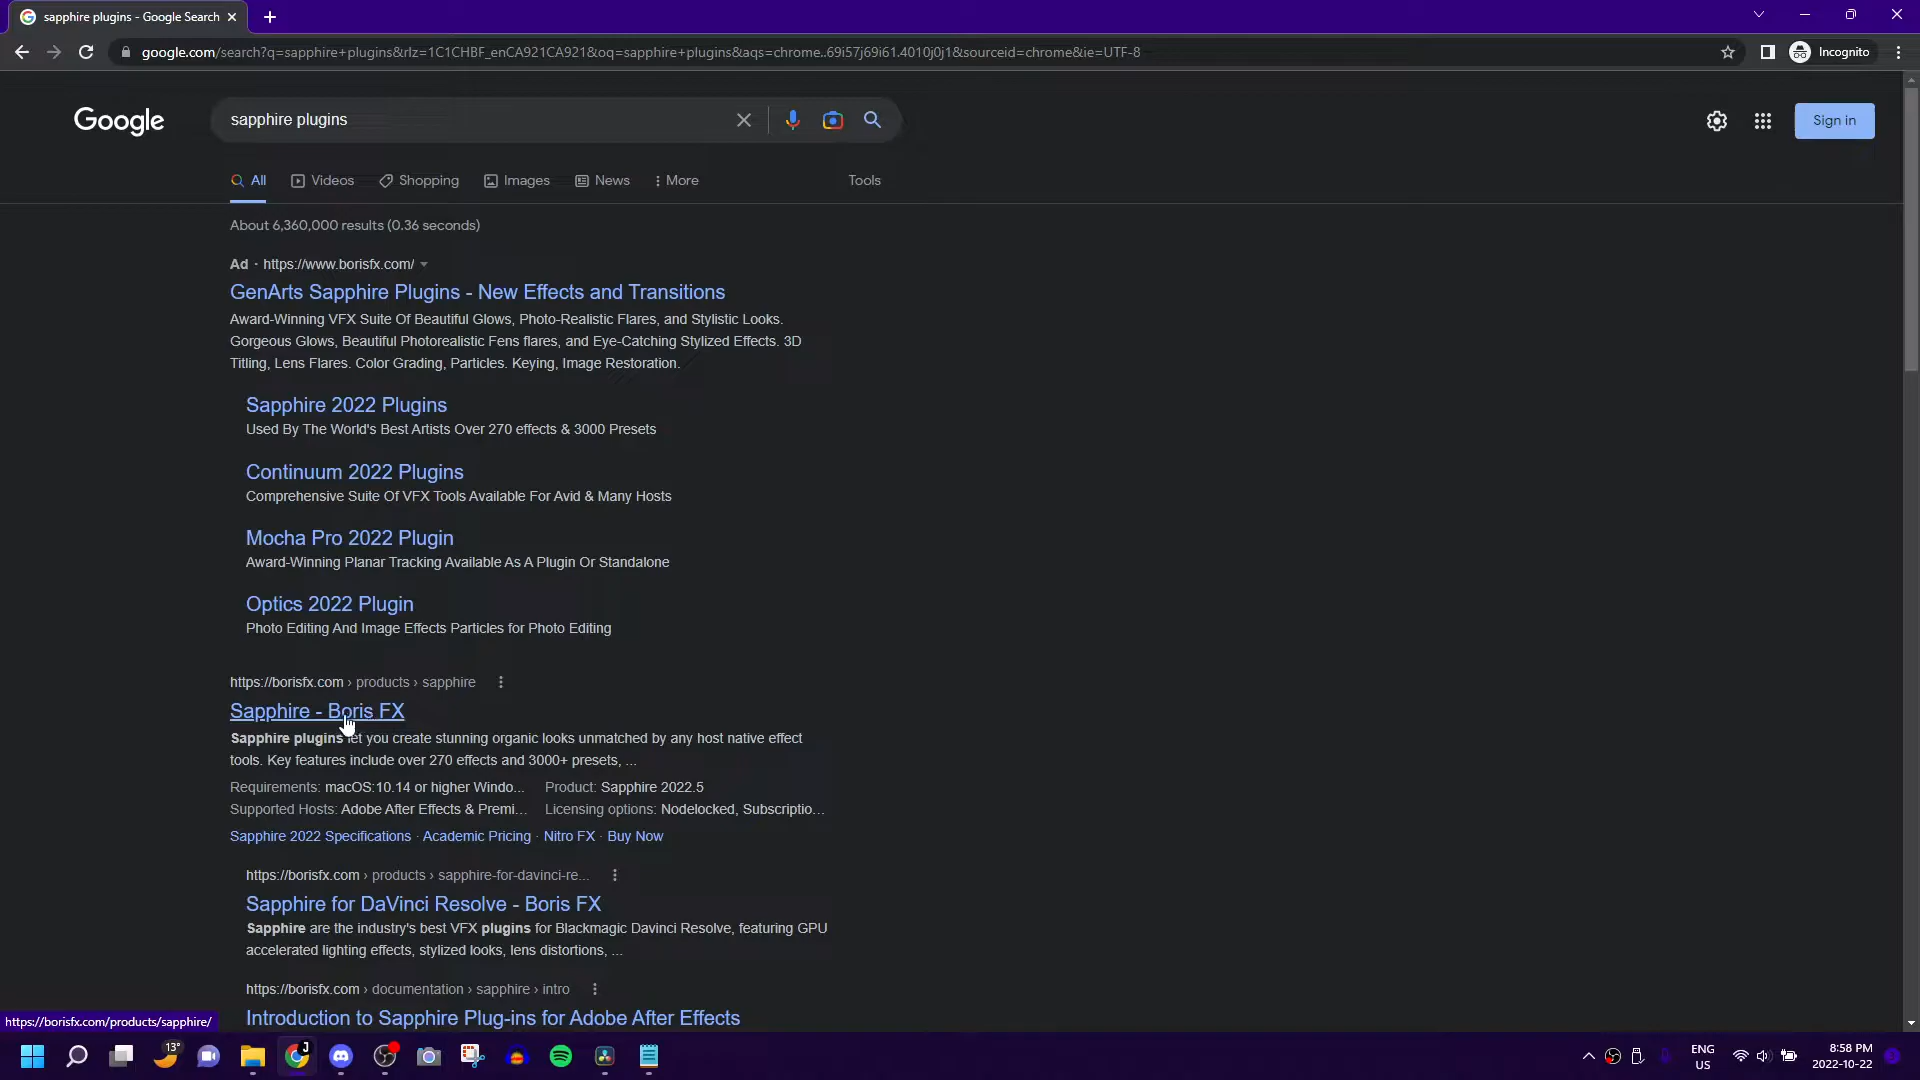 sapphire plugins - Google Search
google.com/search?q=sapphire+plugins&rlz=1C1CHBF_enCA921CA921&oq=sapphire+plugins&aqs=chrome..69i57j69i61.4010j0j1&sourceid=chrome&ie=UTF-8
Incognito
Google
sapphire plugins
Sign in
All
Videos
Shopping
Images
News
More
Tools
About 6,360,000 results (0.36 seconds)
Ad · https://www.borisfx.com/
GenArts Sapphire Plugins - New Effects and Transitions
Award-Winning VFX Suite Of Beautiful Glows, Photo-Realistic Flares, and Stylistic Looks.
Gorgeous Glows, Beautiful Photorealistic Fens flares, and Eye-Catching Stylized Effects. 3D
Titling, Lens Flares. Color Grading, Particles. Keying, Image Restoration.
Sapphire 2022 Plugins
Used By The World's Best Artists Over 270 effects & 3000 Presets
Continuum 2022 Plugins
Comprehensive Suite Of VFX Tools Available For Avid & Many Hosts
Mocha Pro 2022 Plugin
Award-Winning Planar Tracking Available As A Plugin Or Standalone
Optics 2022 Plugin
Photo Editing And Image Effects Particles for Photo Editing
https://borisfx.com › products › sapphire
Sapphire - Boris FX
Sapphire plugins let you create stunning organic looks unmatched by any host native effect
tools. Key features include over 270 effects and 3000+ presets, ...
Requirements: macOS:10.14 or higher Windo... Product: Sapphire 2022.5
Supported Hosts: Adobe After Effects & Premi... Licensing options: Nodelocked, Subscriptio...
Sapphire 2022 Specifications · Academic Pricing · Nitro FX · Buy Now
https://borisfx.com › products › sapphire-for-davinci-re...
Sapphire for DaVinci Resolve - Boris FX
Sapphire are the industry's best VFX plugins for Blackmagic Davinci Resolve, featuring GPU
accelerated lighting effects, stylized looks, lens distortions, ...
https://borisfx.com › documentation › sapphire › intro
Introduction to Sapphire Plug-ins for Adobe After Effects
https://borisfx.com/products/sapphire/
13°
J
ENG
US
8:58 PM
2022-10-22